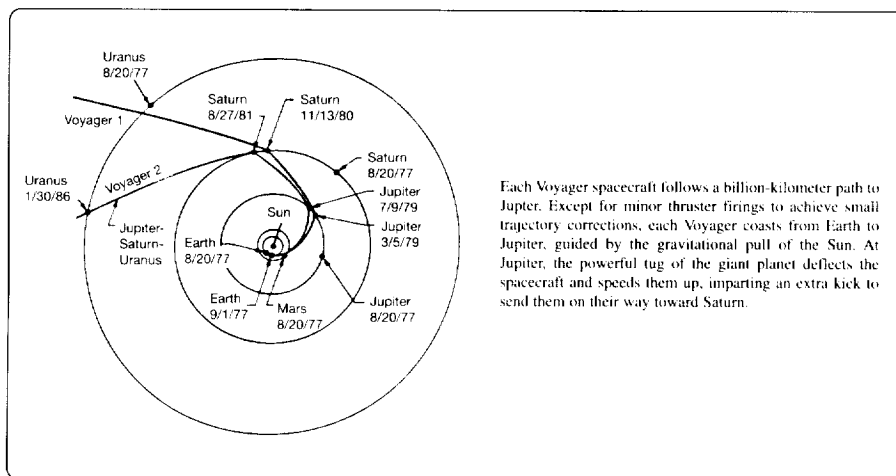 Uranus
8/20/77
Saturn
8/27/81
Saturn
11/13/80
Voyager 1
Saturn
8/20/77
Voyager 2
Uranus
1/30/86
Jupiter
7/9/79
Sun
Jupiter-
Saturn-
Uranus
Earth
8/20/77
Jupiter
3/5/79
Earth
9/1/77
Mars
8/20/77
Jupiter
8/20/77
Each Voyager spacecraft follows a billion-kilometer path to
Jupter. Except for minor thruster firings to achieve small
trajectory corrections, each Voyager coasts from Earth to
Jupiter, guided by the gravitational pull of the Sun. At
Jupiter, the powerful tug of the giant planet deflects the
spacecraft and speeds them up, imparting an extra kick to
send them on their way toward Saturn.